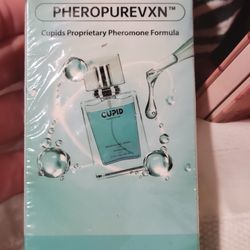 PHEROPUREVXN™
Cupids Proprietary Pheromone Formula
CUPID